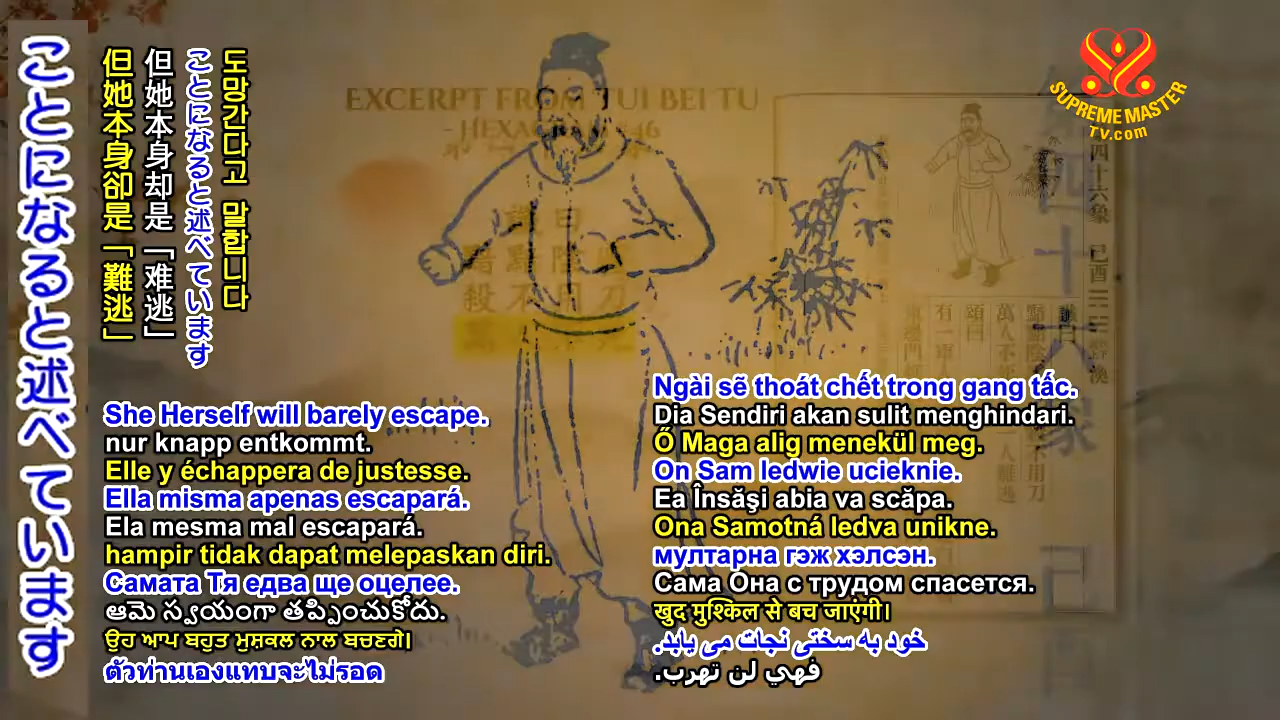 ことになると述べています
但她本身卻是「難逃」
但她本身却是「难逃」
ことになると述べています
도망간다고 말합니다
EXCERPT FROM TUI BEI TU
SUPREME MASTER
TV.com
四十六象
She Herself will barely escape.
nur knapp entkommt.
Elle y échappera de justesse.
Ella misma apenas escapará.
Ela mesma mal escapará.
hampir tidak dapat melepaskan diri.
Самата Тя едва ще оцелее.
ఆమె స్వయంగా తప్పించుకోదు.
ਉਹ ਆਪ ਬਹੁਤ ਮੁਸ਼ਕਲ ਨਾਲ ਬਚਣਗੇ।
ตัวท่านเองแทบจะไม่รอด
Ngài sẽ thoát chết trong gang tấc.
Dia Sendiri akan sulit menghindari.
Ő Maga alig menekül meg.
On Sam ledwie ucieknie.
Ea Însăşi abia va scăpa.
Ona Samotná ledva unikne.
мултарна гэж хэлсэн.
Сама Она с трудом спасется.
खुद मुश्किल से बच जाएंगी।
خود به سختی نجات می یابد.
فهي لن تهرب.